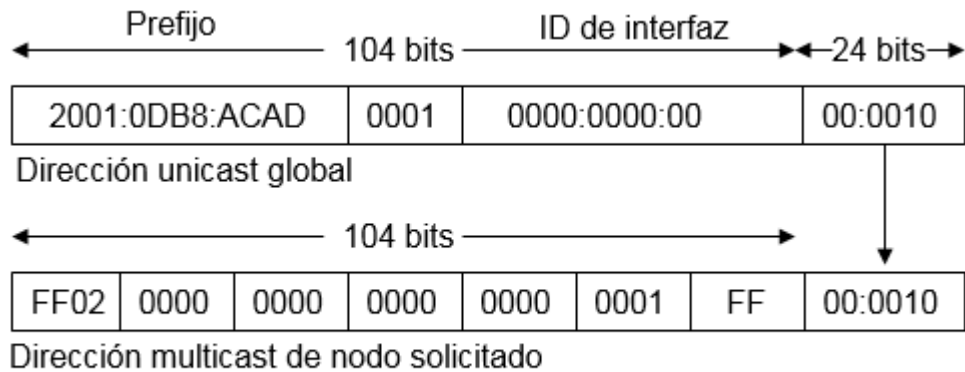 Prefijo ID de interfaz
104 bits 24 bits
2001:0DB8:ACAD 0001 0000:0000:00 00:0010
Dirección unicast global
104 bits
FF02 0000 0000 0000 0000 0001 FF 00:0010
Dirección multicast de nodo solicitado